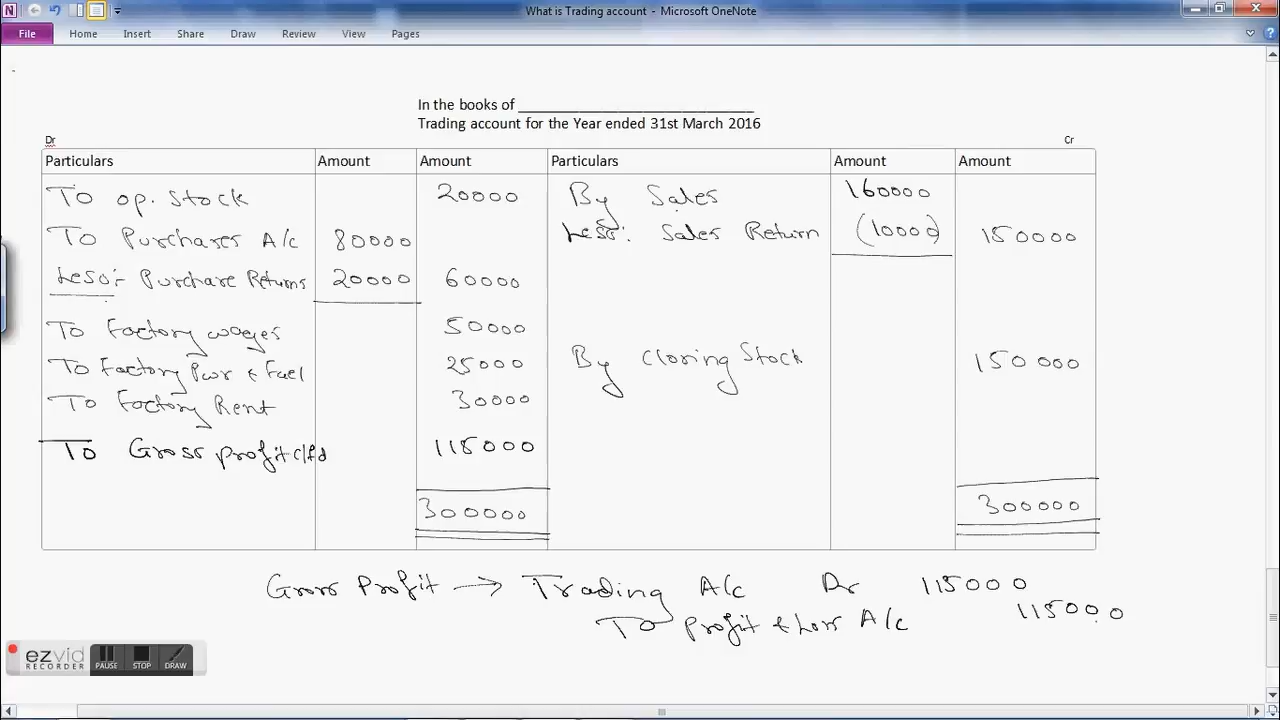 What is Trading account - Microsoft OneNote
File Home Insert Share Draw Review View Pages
In the books of ______________________________
Trading account for the Year ended 31st March 2016
Dr Cr
Particulars Amount Amount Particulars Amount Amount
To op. Stock 20000 By Sales 160000
To Purchases A/c 80000 Less: Sales Return (10000) 150000
Less:- Purchase Returns 20000 60000
To Factory wages 50000
To Factory Pwr & Fuel 25000 By Closing Stock 150000
To Factory Rent 30000
To Gross profit c/fd 115000
300000 300000
Gross Profit → Trading A/c Dr 115000
To profit & Loss A/c 115000
ezvid
RECORDER
PAUSE STOP DRAW